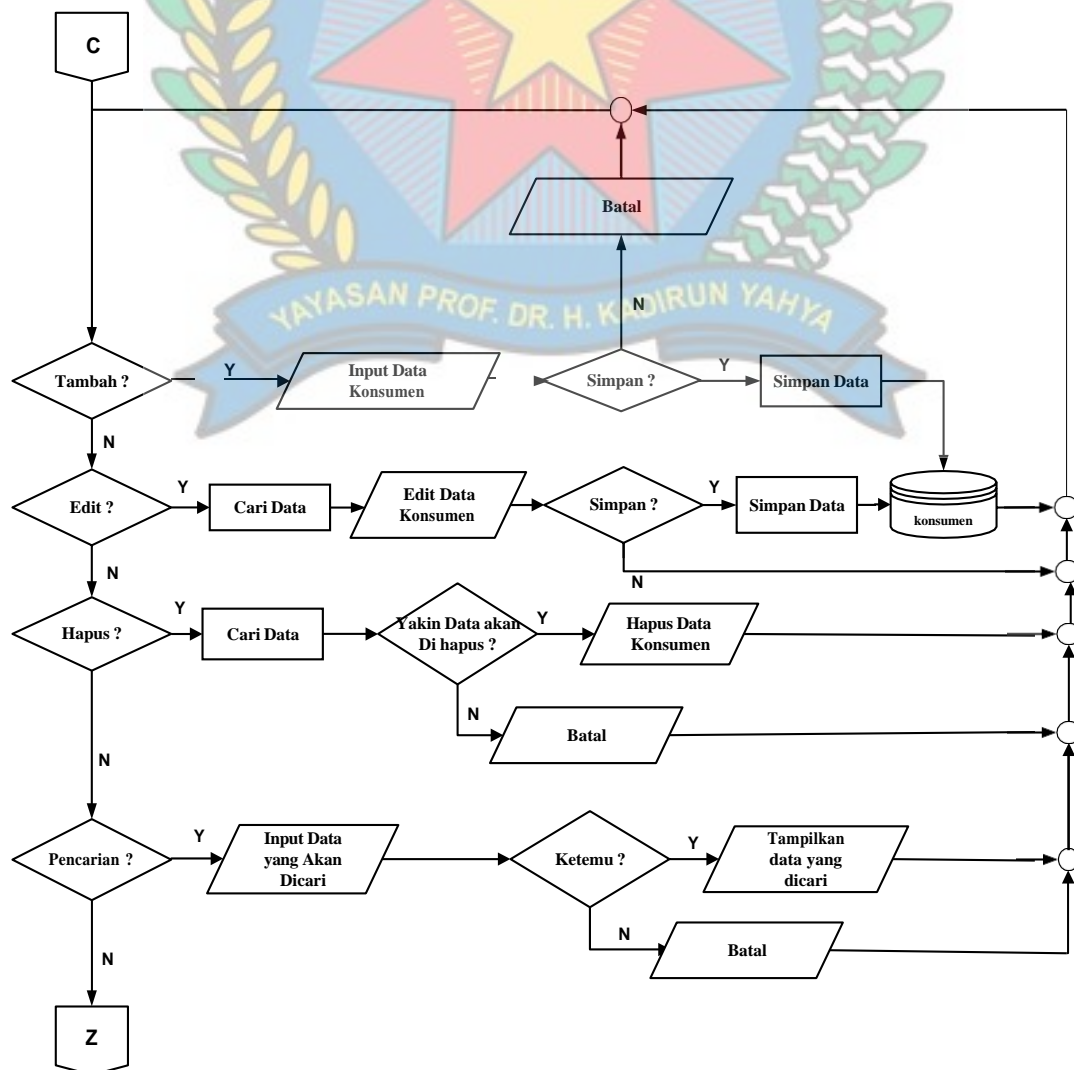 C
Batal
N
YAYASAN PROF. DR. H. KADIRUN YAHYA
Tambah ?
Y
Input Data
Konsumen
Simpan ?
Y
Simpan Data
N
Edit ?
Y
Cari Data
Edit Data
Konsumen
Simpan ?
Y
Simpan Data
konsumen
N
N
Hapus ?
Y
Cari Data
Yakin Data akan
Di hapus ?
Y
Hapus Data
Konsumen
N
Batal
N
Pencarian ?
Y
Input Data
yang Akan
Dicari
Ketemu ?
Y
Tampilkan
data yang
dicari
N
Batal
N
Z